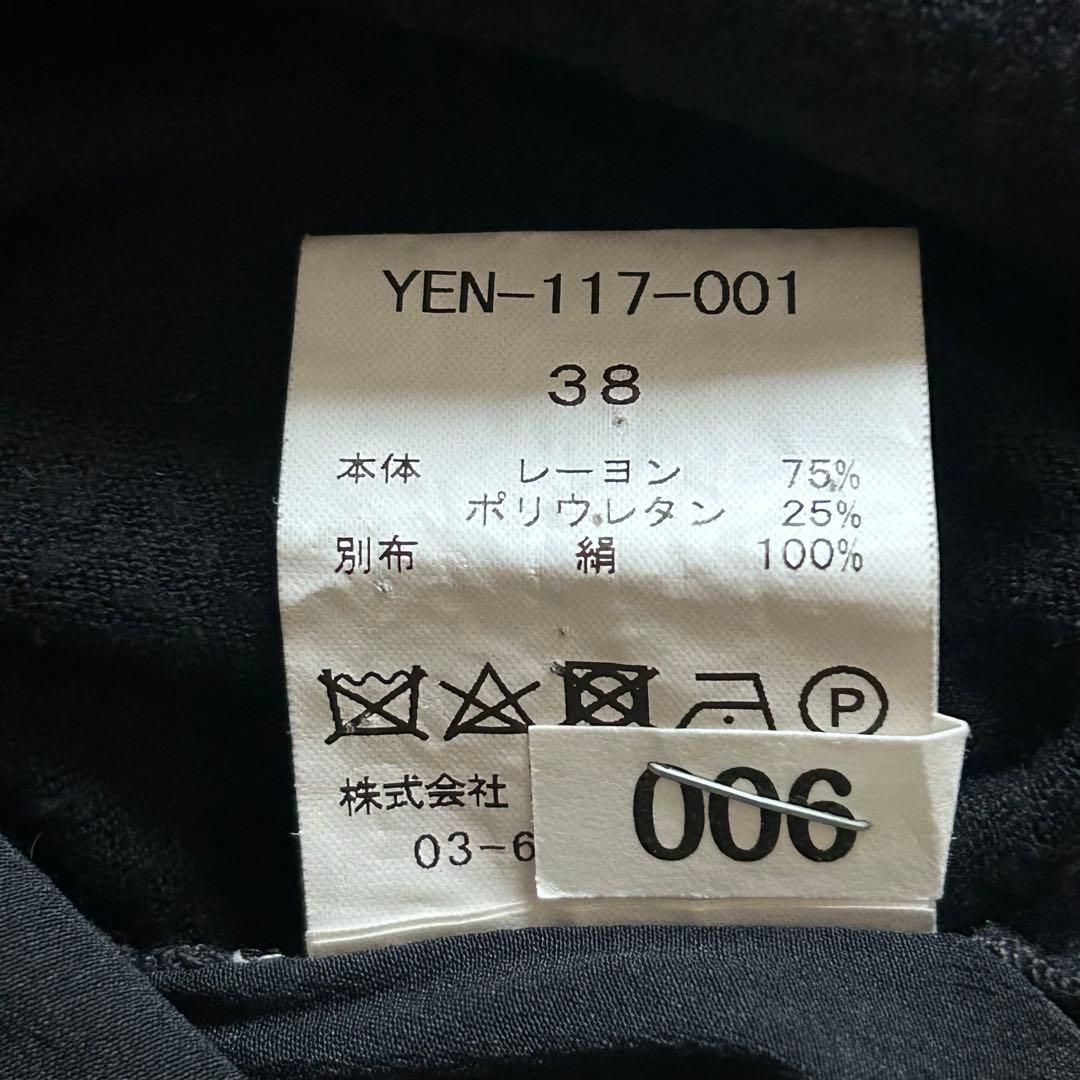 YEN-117-001
38
本体 レーヨン 75%
ポリウレタン 25%
別布 絹 100%
P
株式会社
03-6
006